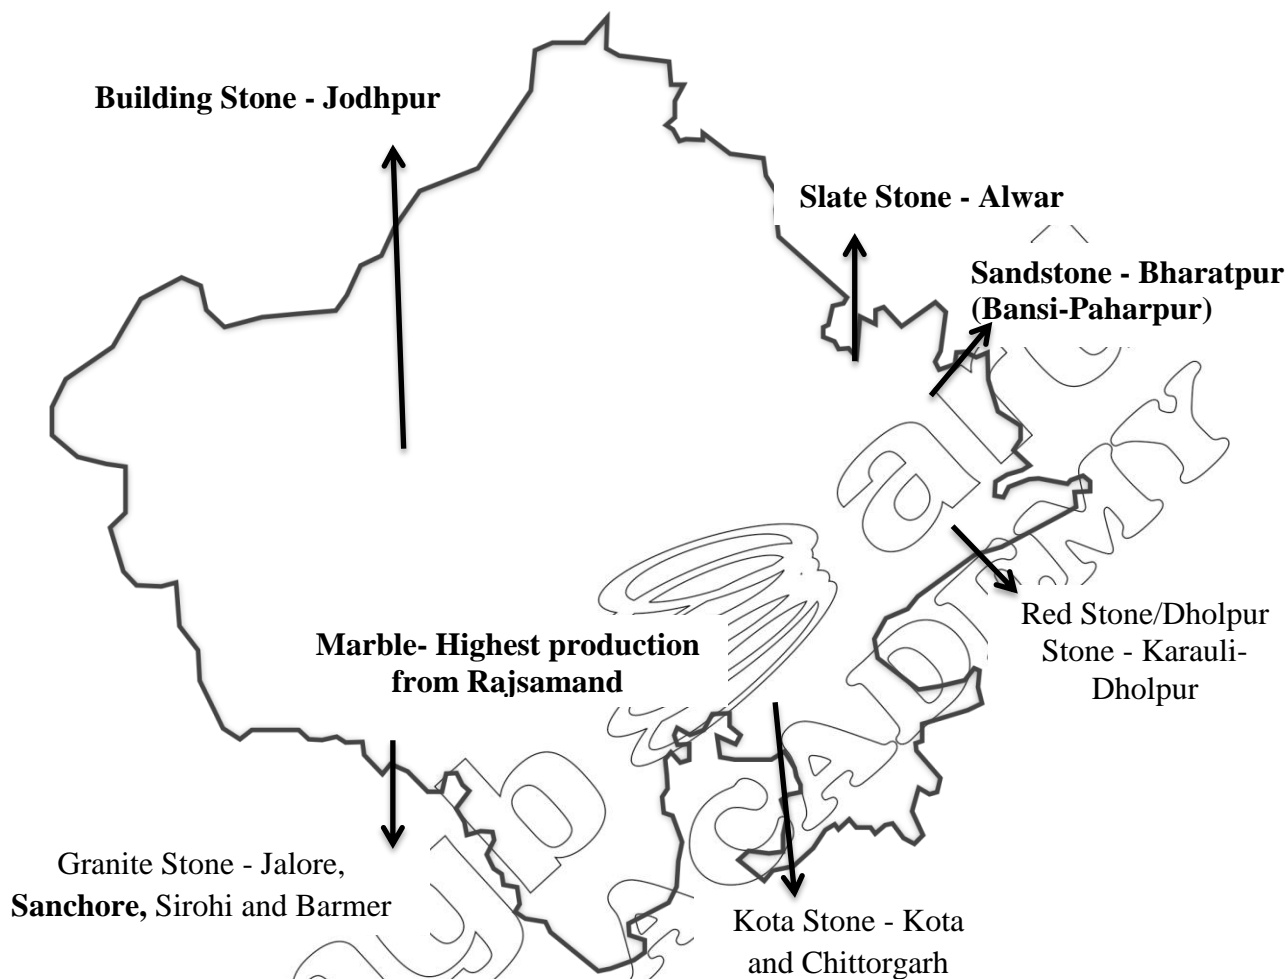 Building Stone - Jodhpur
Slate Stone - Alwar
Sandstone - Bharatpur
(Bansi-Paharpur)
Red Stone/Dholpur
Stone - Karauli-
Dholpur
Marble- Highest production
from Rajsamand
Granite Stone - Jalore,
Sanchore, Sirohi and Barmer
Kota Stone - Kota
and Chittorgarh